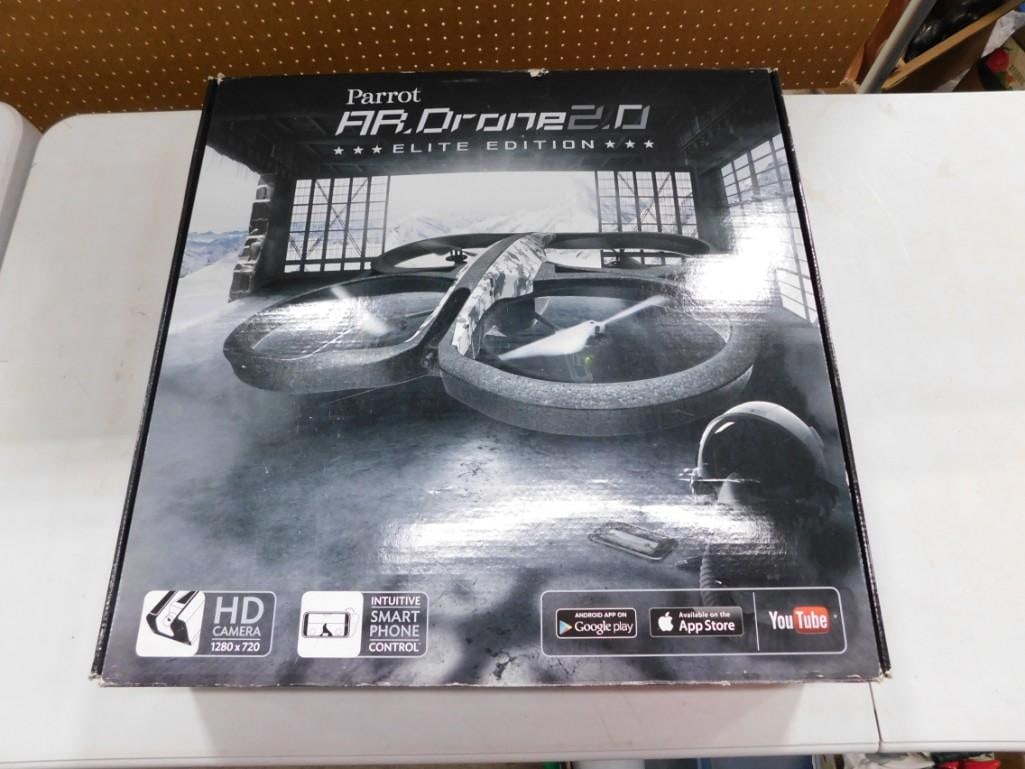 Parrot
AR.Drone2.0
★★★ ELITE EDITION ★★★
HD
CAMERA
1280 x 720
INTUITIVE
SMART
PHONE
CONTROL
ANDROID APP ON
Google play
Available on the
App Store
YouTube